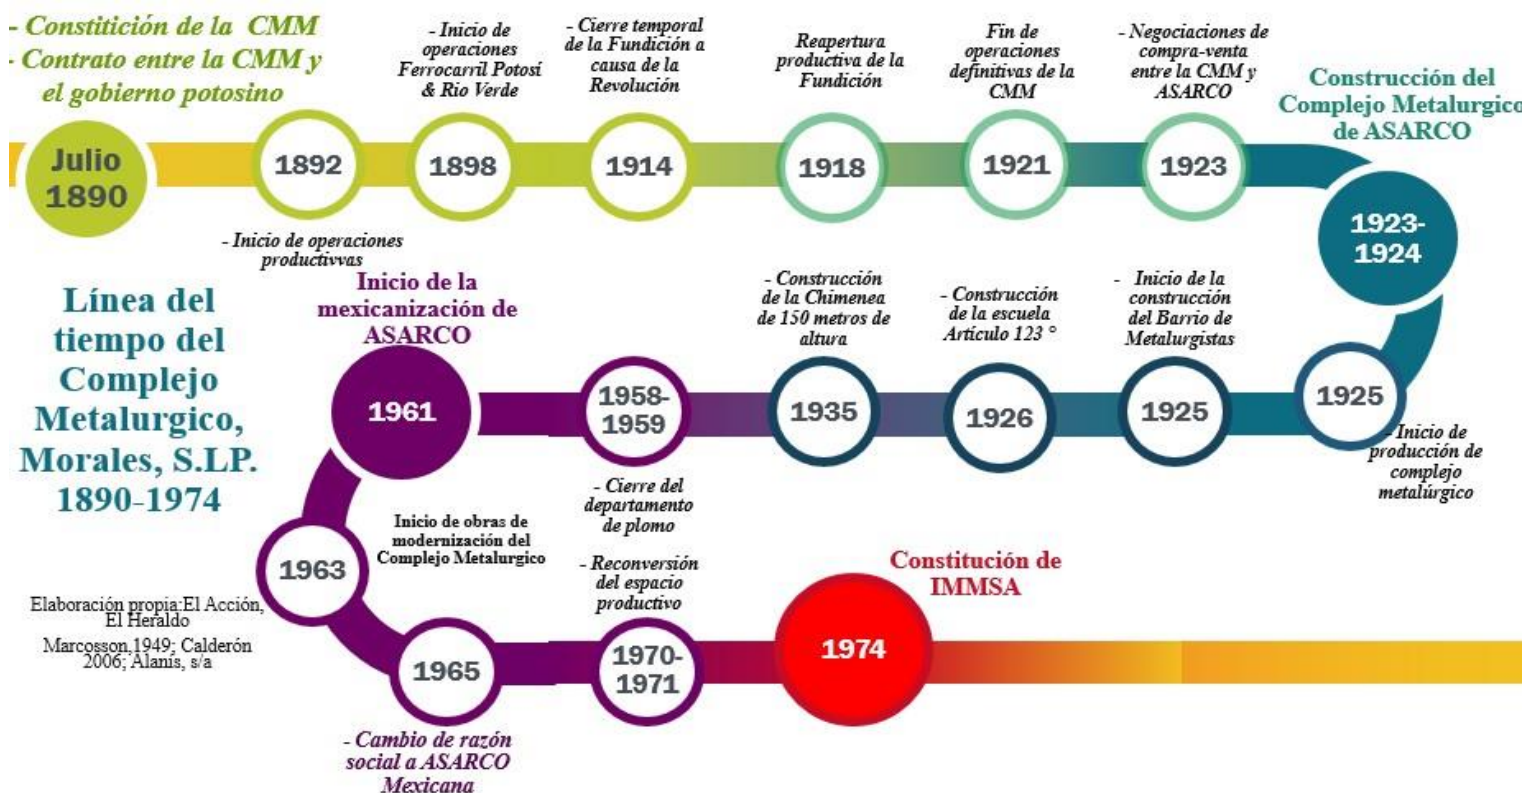 - Constitición de la CMM
- Contrato entre la CMM y
el gobierno potosino
Julio
1890
1892
- Inicio de operaciones
productivvas
- Inicio de
operaciones
Ferrocarril Potosí
& Rio Verde
1898
- Cierre temporal
de la Fundición a
causa de la
Revolución
1914
Reapertura
productiva de la
Fundición
1918
Fin de
operaciones
definitivas de la
CMM
1921
- Negociaciones de
compra-venta
entre la CMM y
ASARCO
1923
Construcción del
Complejo Metalurgico
de ASARCO
1923-
1924
1925
- Inicio de
producción de
complejo
metalúrgico
- Inicio de la
construcción
del Barrio de
Metalurgistas
1925
- Construcción
de la escuela
Artículo 123 °
1926
- Construcción
de la Chimenea
de 150 metros de
altura
1935
1958-
1959
- Cierre del
departamento
de plomo
Inicio de la
mexicanización de
ASARCO
1961
Línea del
tiempo del
Complejo
Metalurgico,
Morales, S.LP.
1890-1974
Inicio de obras de
modernización del
Complejo Metalurgico
1963
1965
- Cambio de razón
social a ASARCO
Mexicana
- Reconversión
del espacio
productivo
1970-
1971
Constitución de
IMMSA
1974
Elaboración propia:El Acción,
El Heraldo
Marcosson,1949; Calderón
2006; Alanis, s/a